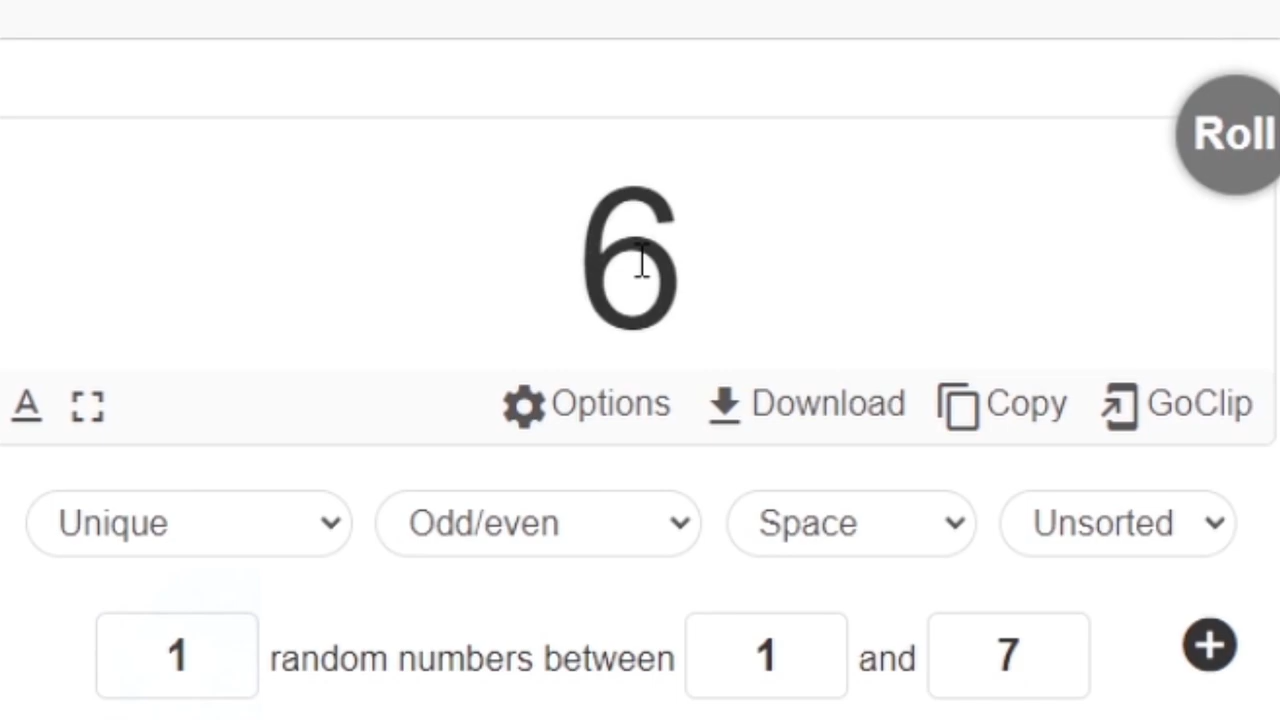 Roll
6
A Options Download Copy GoClip
Unique Odd/even Space Unsorted
1 random numbers between 1 and 7